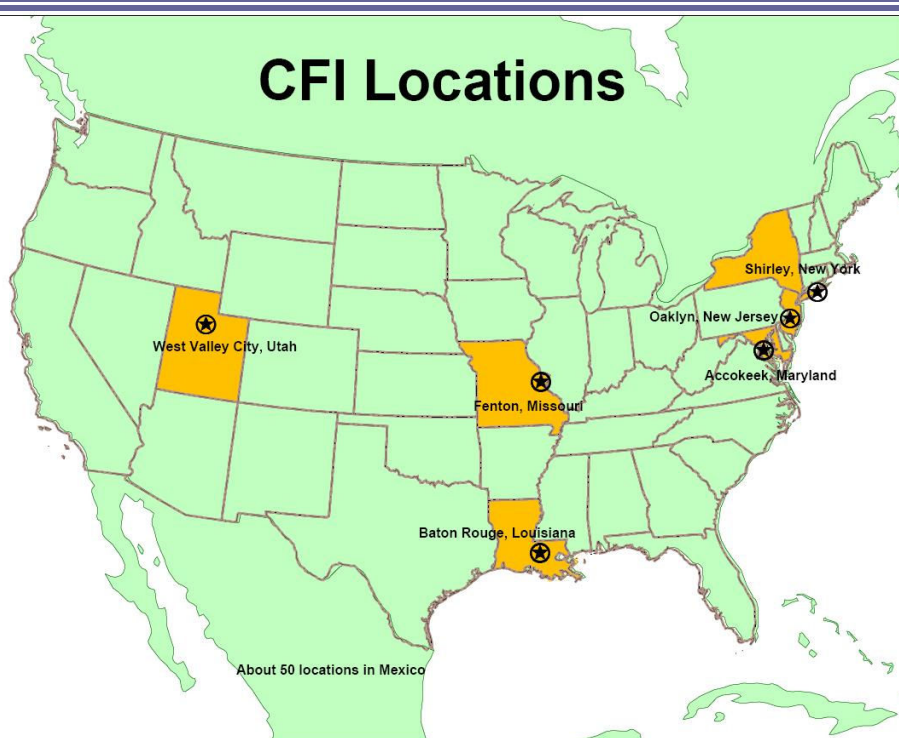 CFI Locations
Shirley, New York
Oaklyn, New Jersey
West Valley City, Utah
Accokeek, Maryland
Fenton, Missouri
Baton Rouge, Louisiana
About 50 locations in Mexico